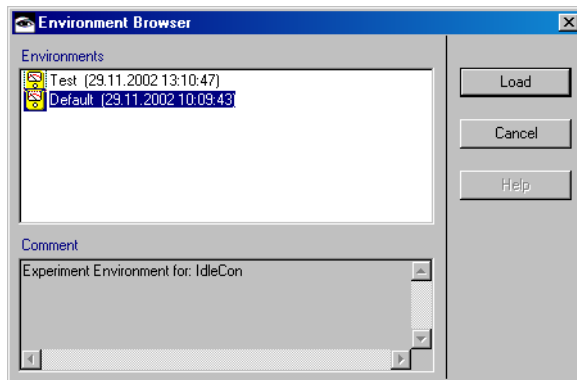 Environment Browser
Environments
Test (29.11.2002 13:10:47)
Default (29.11.2002 10:09:43)
Load
Cancel
Help
Comment
Experiment Environment for: IdleCon